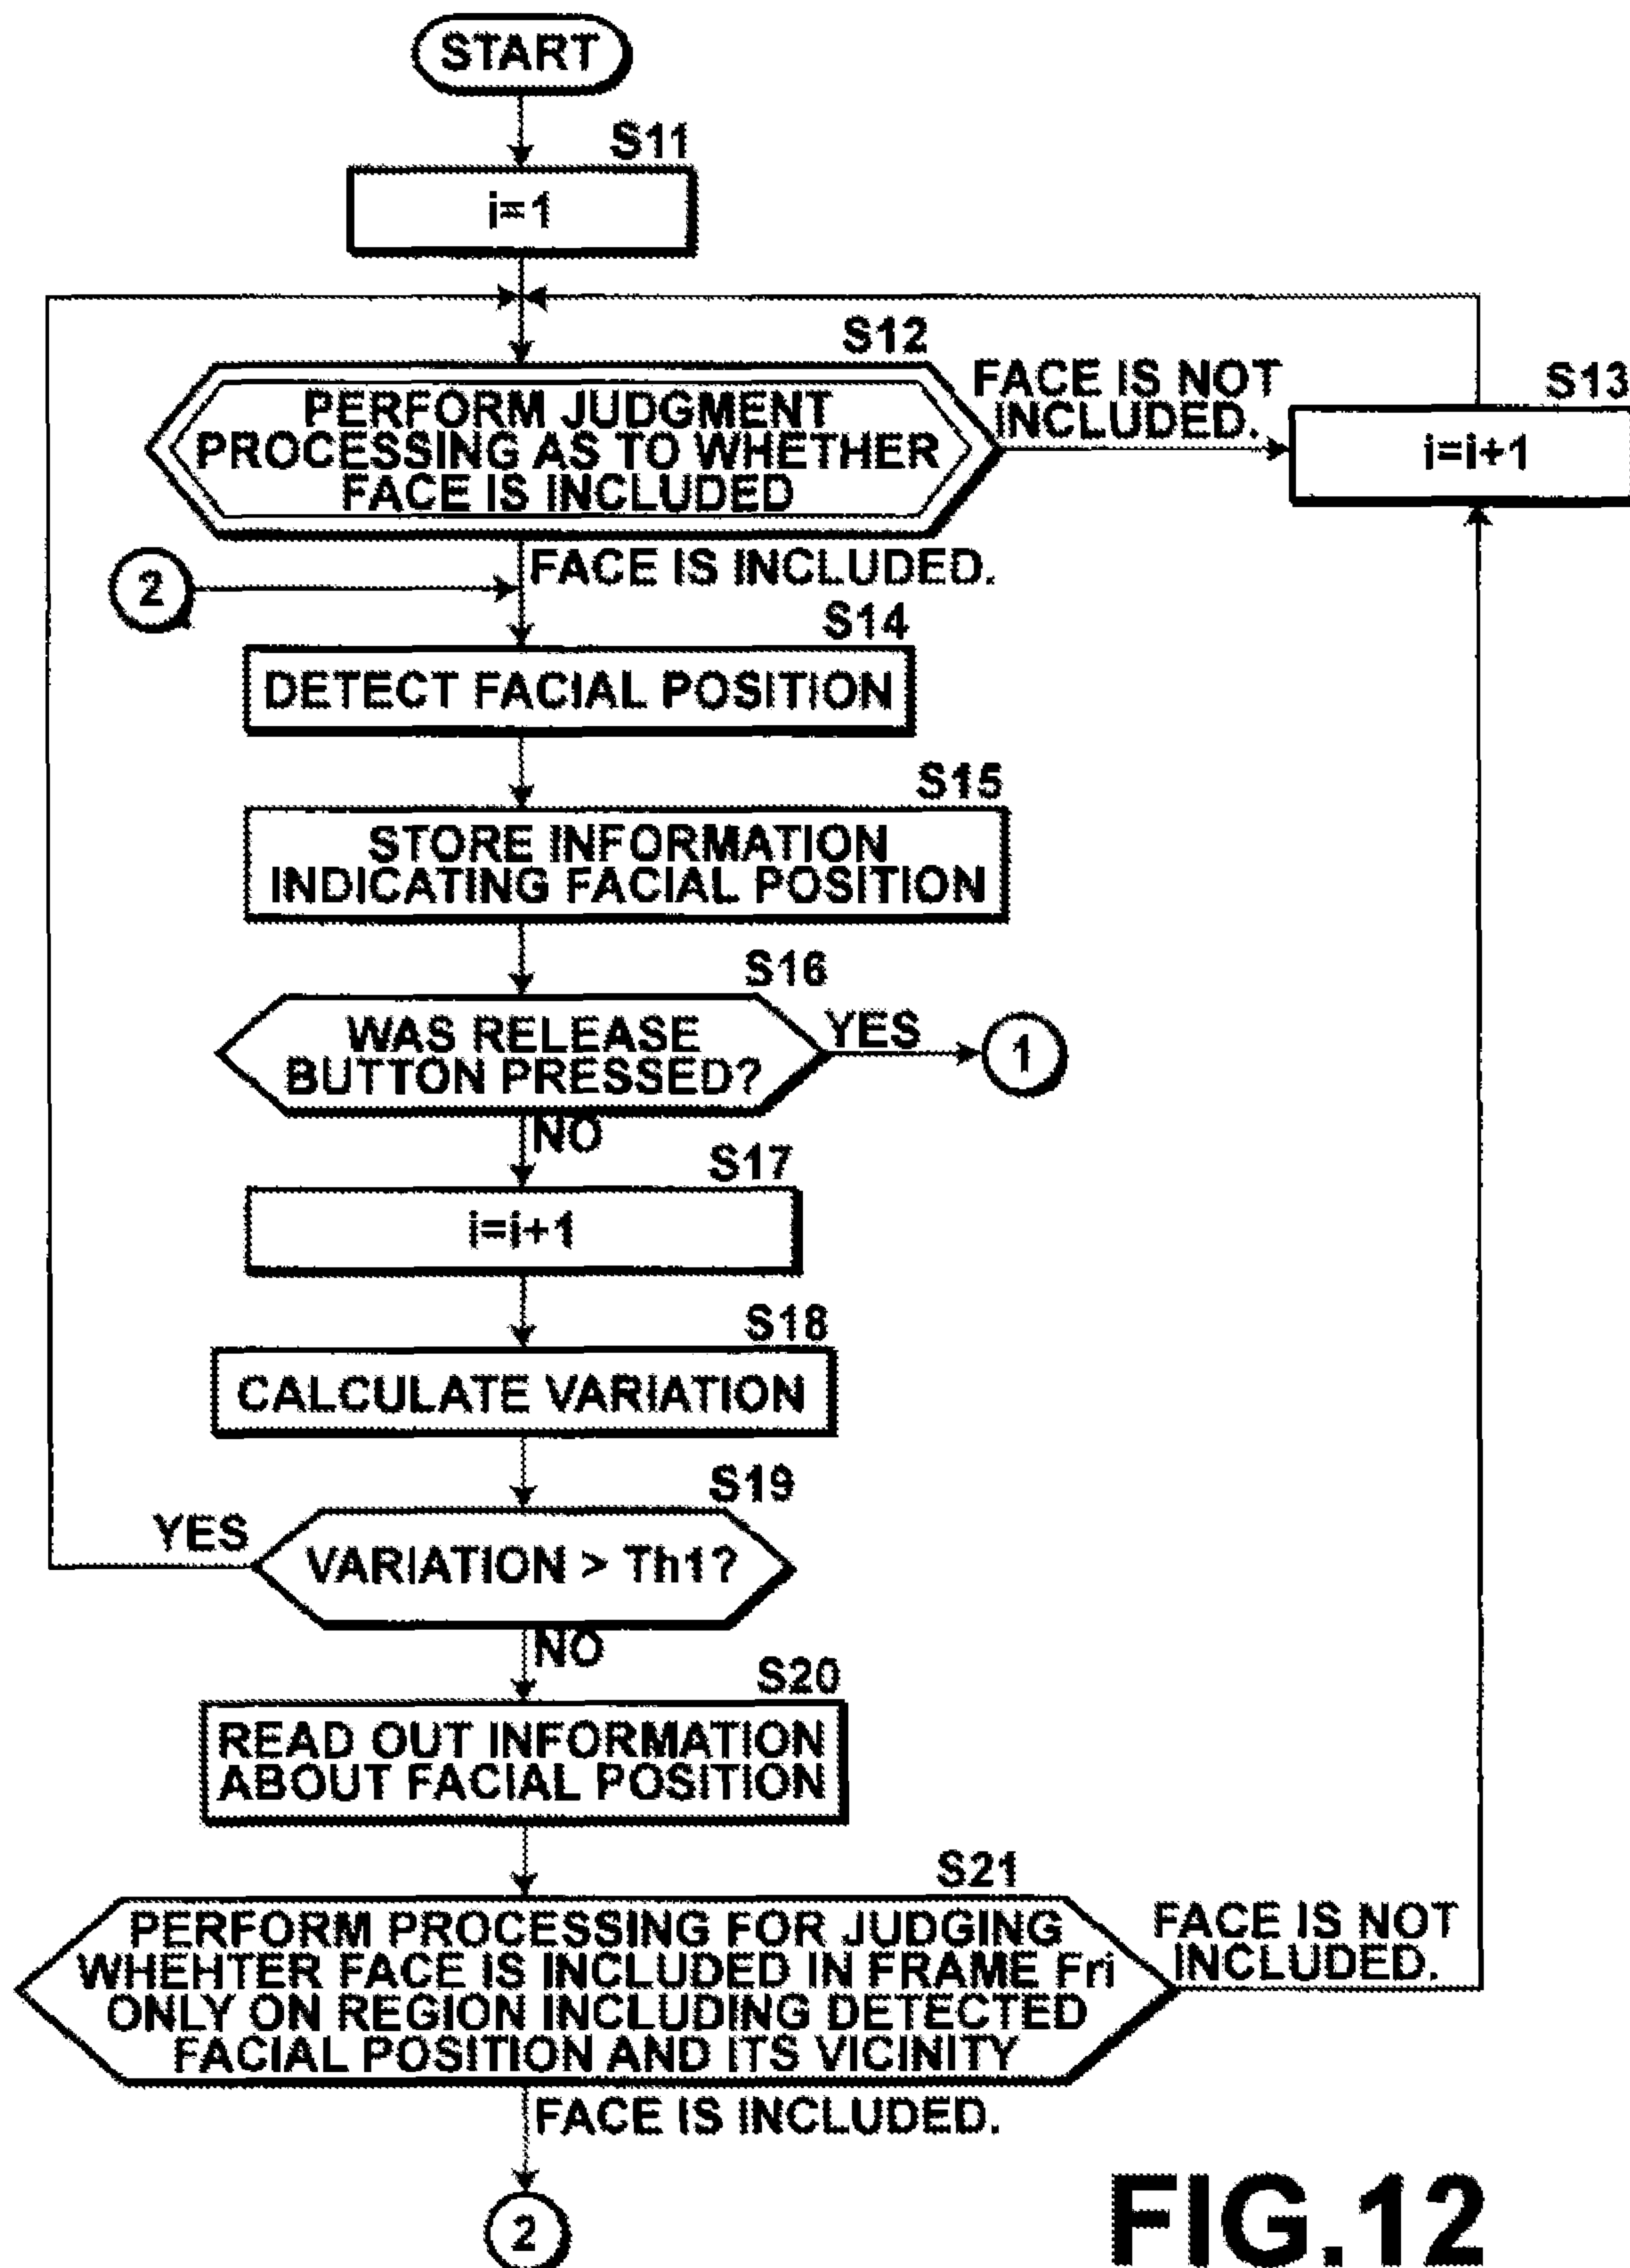 START
S11
i=1
S12
PERFORM JUDGMENT
PROCESSING AS TO WHETHER
FACE IS INCLUDED
FACE IS NOT
INCLUDED.
S13
i=i+1
FACE IS INCLUDED.
2
S14
DETECT FACIAL POSITION
S15
STORE INFORMATION
INDICATING FACIAL POSITION
S16
WAS RELEASE
BUTTON PRESSED?
YES
1
NO
S17
i=i+1
S18
CALCULATE VARIATION
S19
YES
VARIATION > Th1?
NO
S20
READ OUT INFORMATION
ABOUT FACIAL POSITION
S21
PERFORM PROCESSING FOR JUDGING
WHEHTER FACE IS INCLUDED IN FRAME Fri
ONLY ON REGION INCLUDING DETECTED
FACIAL POSITION AND ITS VICINITY
FACE IS NOT
INCLUDED.
FACE IS INCLUDED.
2
FIG.12